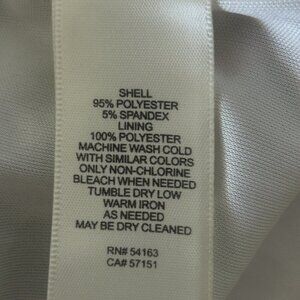 SHELL
95% POLYESTER
5% SPANDEX
LINING
100% POLYESTER
MACHINE WASH COLD
WITH SIMILAR COLORS
ONLY NON-CHLORINE
BLEACH WHEN NEEDED
TUMBLE DRY LOW
WARM IRON
AS NEEDED
MAY BE DRY CLEANED
RN# 54163
CA# 57151